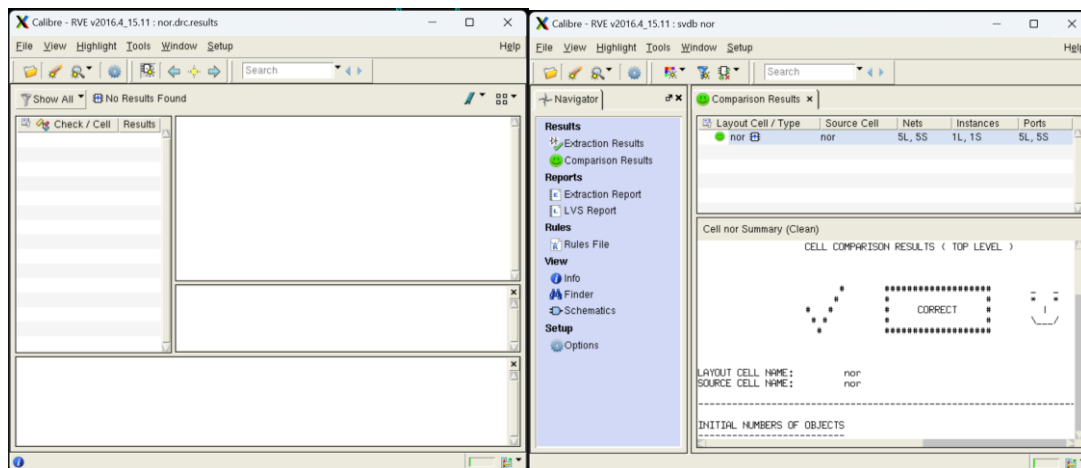 Calibre - RVE v2016.4_15.11 : nor.drc.results
File View Highlight Tools Window Setup Help
Search
Show All No Results Found
Check / Cell Results
Calibre - RVE v2016.4_15.11 : svdb nor
File View Highlight Tools Window Setup Help
Search
Navigator
Results
Extraction Results
Comparison Results
Reports
Extraction Report
LVS Report
Rules
Rules File
View
Info
Finder
Schematics
Setup
Options
Comparison Results
Layout Cell / Type Source Cell Nets Instances Ports
nor nor 5L, 5S 1L, 1S 5L, 5S
Cell nor Summary (Clean)
CELL COMPARISON RESULTS ( TOP LEVEL )
CORRECT
LAYOUT CELL NAME: nor
SOURCE CELL NAME: nor
INITIAL NUMBERS OF OBJECTS